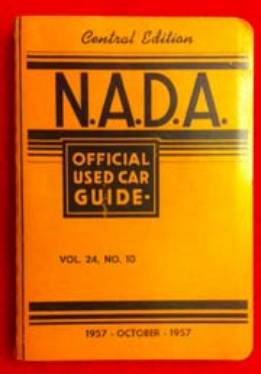 Central Edition
N.A.D.A.
OFFICIAL
USED CAR
GUIDE-
VOL. 24, NO. 10
1957 - OCTOBER - 1957